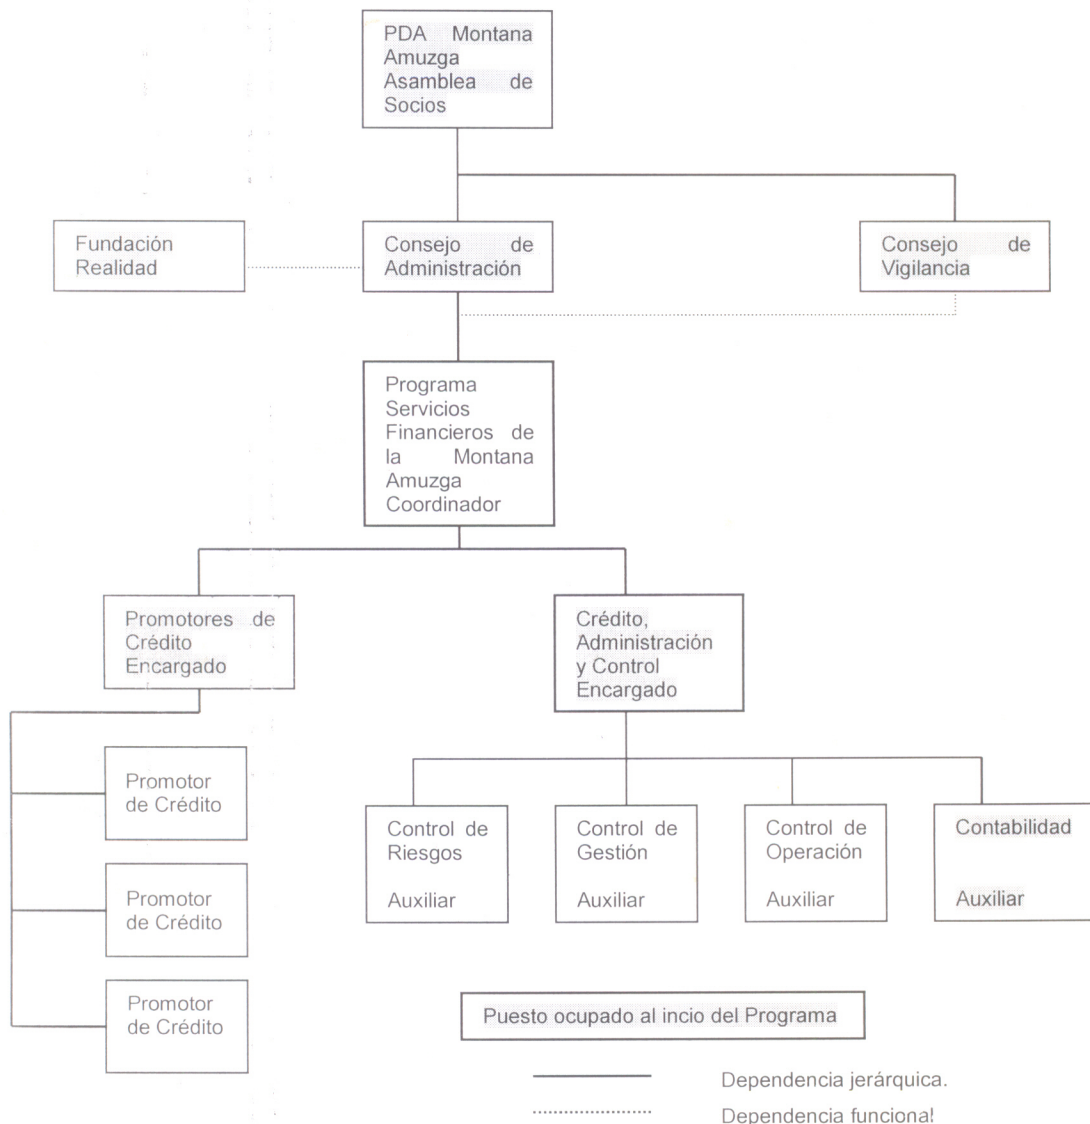 PDA Montana
Amuzga
Asamblea de
Socios
Fundación
Realidad
Consejo de
Administración
Consejo de
Vigilancia
Programa
Servicios
Financieros de
la Montana
Amuzga
Coordinador
Promotores de
Crédito
Encargado
Crédito,
Administración
y Control
Encargado
Promotor
de Crédito
Promotor
de Crédito
Promotor
de Crédito
Control de
Riesgos
Auxiliar
Control de
Gestión
Auxiliar
Control de
Operación
Auxiliar
Contabilidad
Auxiliar
Puesto ocupado al incio del Programa
Dependencia jerárquica.
Dependencia funcional